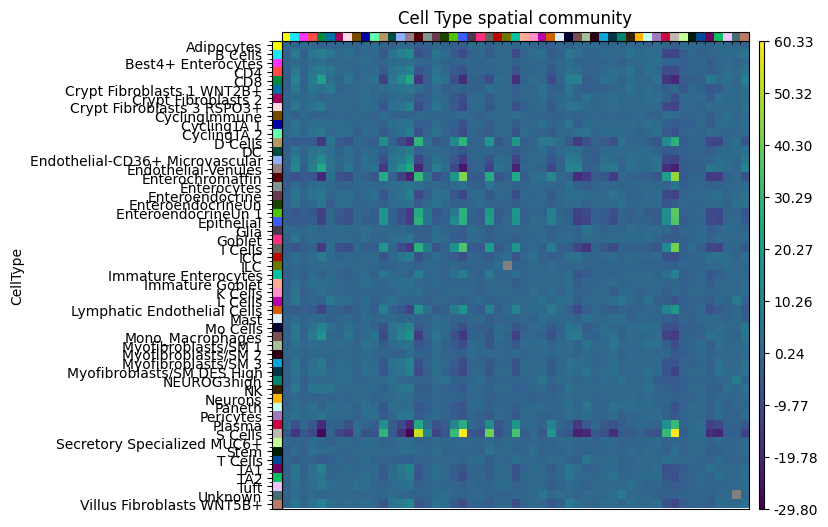 Cell Type spatial community
CellType
Adipocytes
B Cells
Best4+ Enterocytes
CD4
CD8
Crypt Fibroblasts 1 WNT2B+
Crypt Fibroblasts 2
Crypt Fibroblasts 3 RSPO3+
CyclingImmune
CyclingTA 1
CyclingTA 2
D Cells
DC
Endothelial-CD36+ Microvascular
Endothelial-Venules
Enterochromaffin
Enterocytes
Enteroendocrine
EnteroendocrineUn
EnteroendocrineUn 1
Epithelial
Glia
Goblet
I Cells
ICC
ILC
Immature Enterocytes
Immature Goblet
K Cells
L Cells
Lymphatic Endothelial Cells
Mast
Mo Cells
Mono_Macrophages
Myofibroblasts/SM 1
Myofibroblasts/SM 2
Myofibroblasts/SM 3
Myofibroblasts/SM DES High
NEUROG3high
NK
Neurons
Paneth
Pericytes
Plasma
S Cells
Secretory Specialized MUC6+
Stem
T Cells
TA1
TA2
Tuft
Unknown
Villus Fibroblasts WNT5B+
60.33
50.32
40.30
30.29
20.27
10.26
0.24
-9.77
-19.78
-29.80